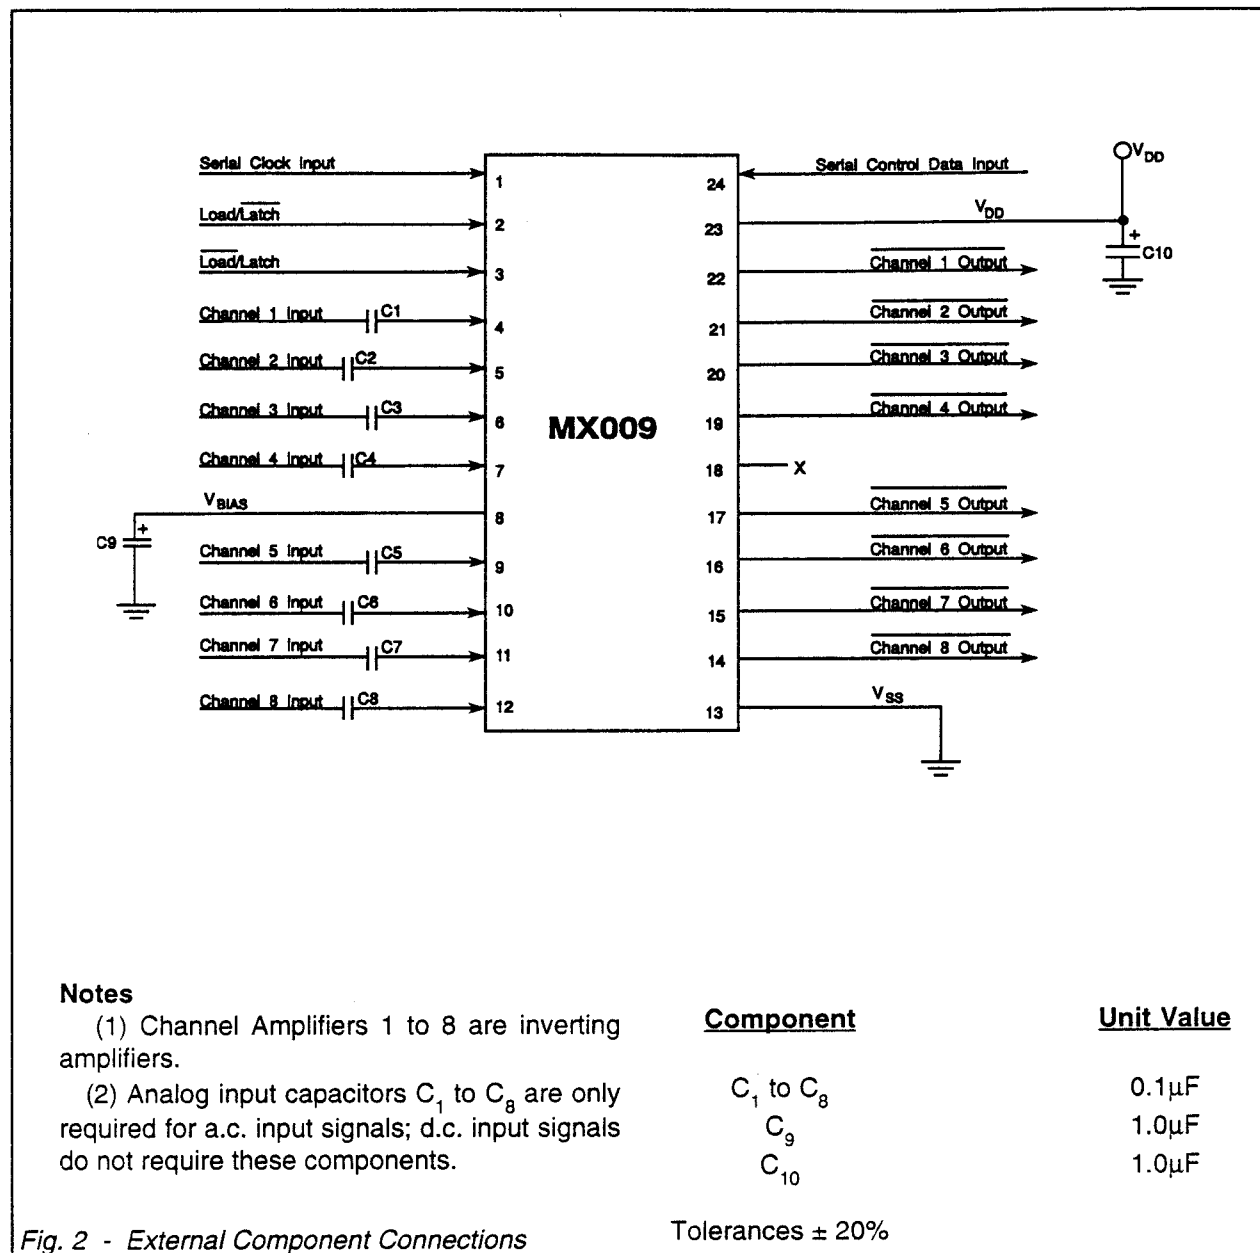 Serial Clock Input
1
Load/L̅a̅t̅c̅h̅
2
L̅o̅a̅d̅/Latch
3
Channel 1 Input
C1
4
Channel 2 Input
C2
5
Channel 3 Input
C3
6
Channel 4 Input
C4
7
V_BIAS
8
C9
+
Channel 5 Input
C5
9
Channel 6 Input
C6
10
Channel 7 Input
C7
11
Channel 8 Input
C8
12
MX009
24
Serial Control Data Input
V_DD
23
V_DD
+
C10
22
Channel 1 Output
21
Channel 2 Output
20
Channel 3 Output
19
Channel 4 Output
18
X
17
Channel 5 Output
16
Channel 6 Output
15
Channel 7 Output
14
Channel 8 Output
13
V_SS
Notes
(1) Channel Amplifiers 1 to 8 are inverting
amplifiers.
(2) Analog input capacitors C₁ to C₈ are only
required for a.c. input signals; d.c. input signals
do not require these components.
Component Unit Value
C₁ to C₈ 0.1µF
C₉ 1.0µF
C₁₀ 1.0µF
Tolerances ± 20%
Fig. 2 - External Component Connections